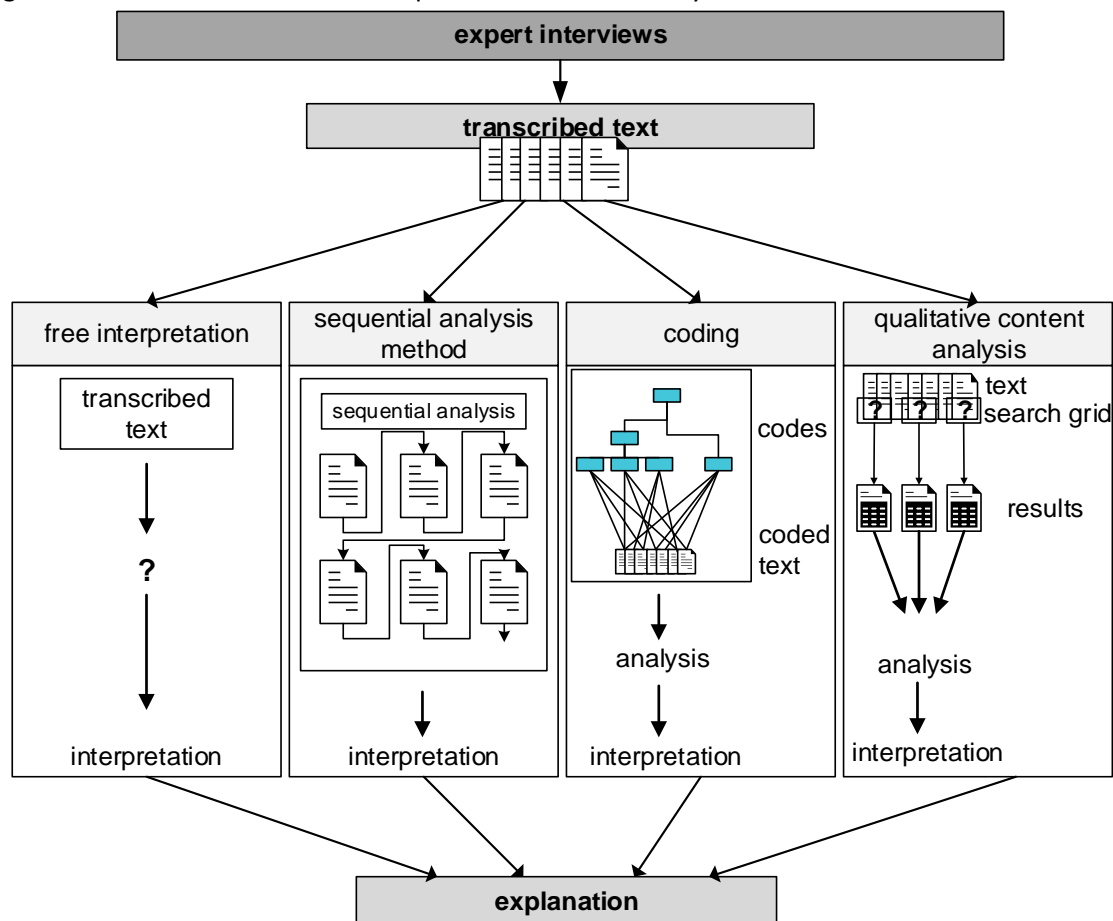 expert interviews
transcribed text
free interpretation
transcribed
text
?
interpretation
sequential analysis
method
sequential analysis
interpretation
coding
codes
coded
text
analysis
interpretation
qualitative content
analysis
text
search grid
? ? ?
results
analysis
interpretation
explanation